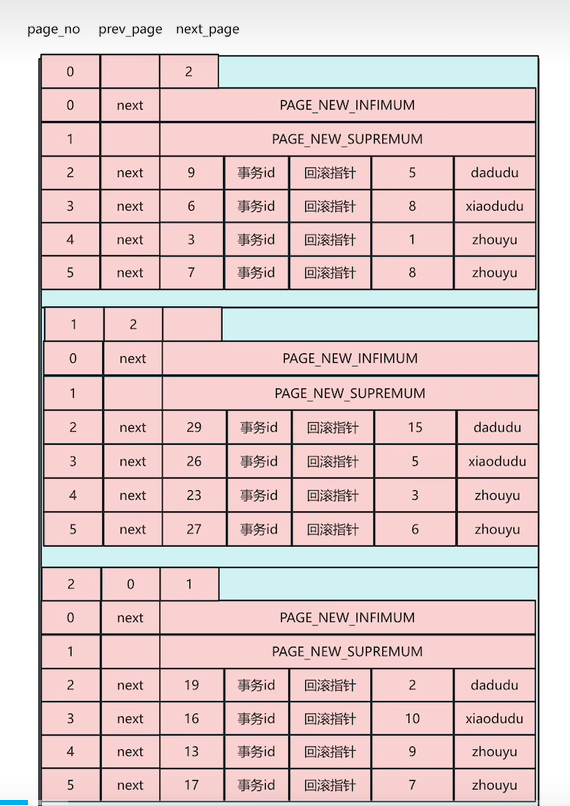 page_no prev_page next_page
0 2
0 next PAGE_NEW_INFIMUM
1 PAGE_NEW_SUPREMUM
2 next 9 事务id 回滚指针 5 dadudu
3 next 6 事务id 回滚指针 8 xiaodudu
4 next 3 事务id 回滚指针 1 zhouyu
5 next 7 事务id 回滚指针 8 zhouyu
1 2
0 next PAGE_NEW_INFIMUM
1 PAGE_NEW_SUPREMUM
2 next 29 事务id 回滚指针 15 dadudu
3 next 26 事务id 回滚指针 5 xiaodudu
4 next 23 事务id 回滚指针 3 zhouyu
5 next 27 事务id 回滚指针 6 zhouyu
2 0 1
0 next PAGE_NEW_INFIMUM
1 PAGE_NEW_SUPREMUM
2 next 19 事务id 回滚指针 2 dadudu
3 next 16 事务id 回滚指针 10 xiaodudu
4 next 13 事务id 回滚指针 9 zhouyu
5 next 17 事务id 回滚指针 7 zhouyu